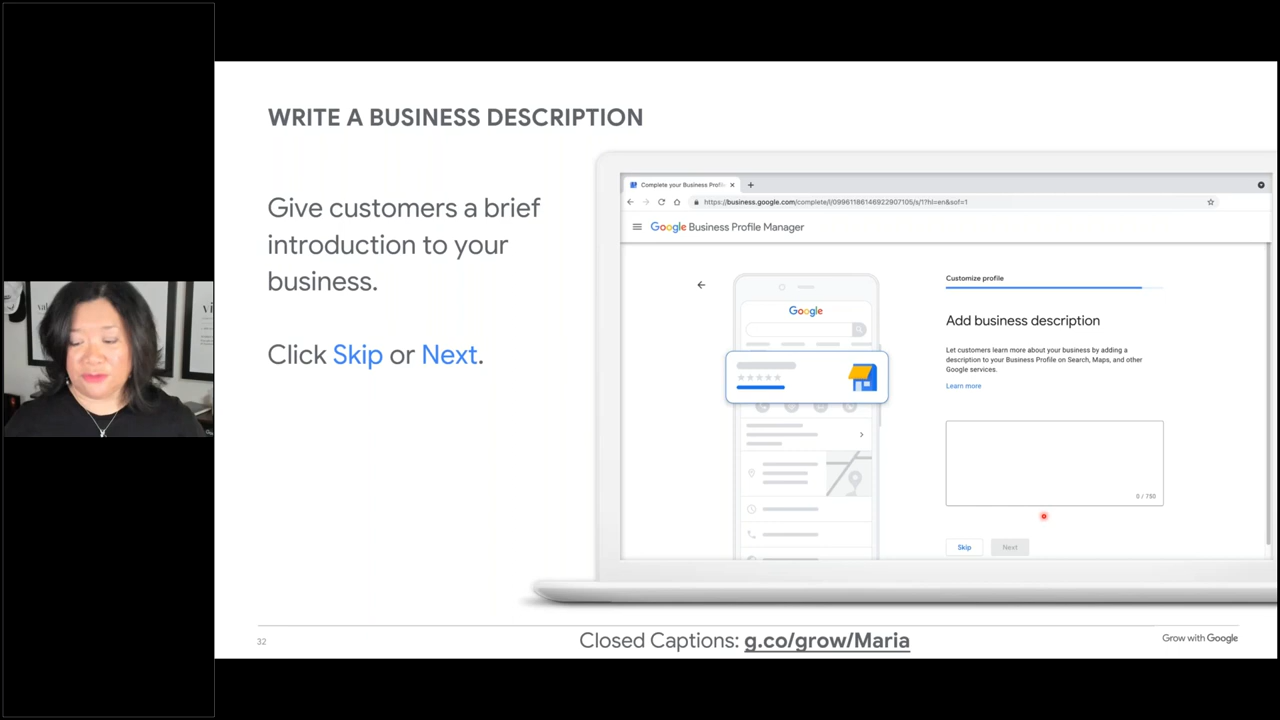 WRITE A BUSINESS DESCRIPTION
Give customers a brief
introduction to your
business.
Click Skip or Next.
Complete your Business Profile
https://business.google.com/complete/l/09961186146922907105/s/1?hl=en&sof=1
Google Business Profile Manager
Customize profile
Google
Add business description
Let customers learn more about your business by adding a
description to your Business Profile on Search, Maps, and other
Google services.
Learn more
0 / 750
Skip
Next
32
Closed Captions: g.co/grow/Maria
Grow with Google